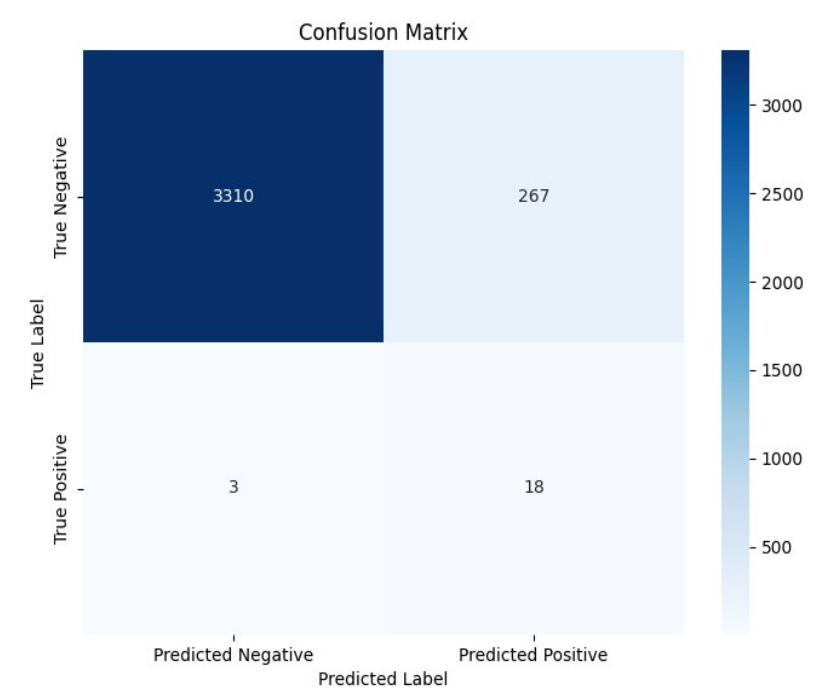 Confusion Matrix
True Label
True Negative
3310
267
True Positive
3
18
Predicted Negative
Predicted Positive
Predicted Label
3000
2500
2000
1500
1000
500